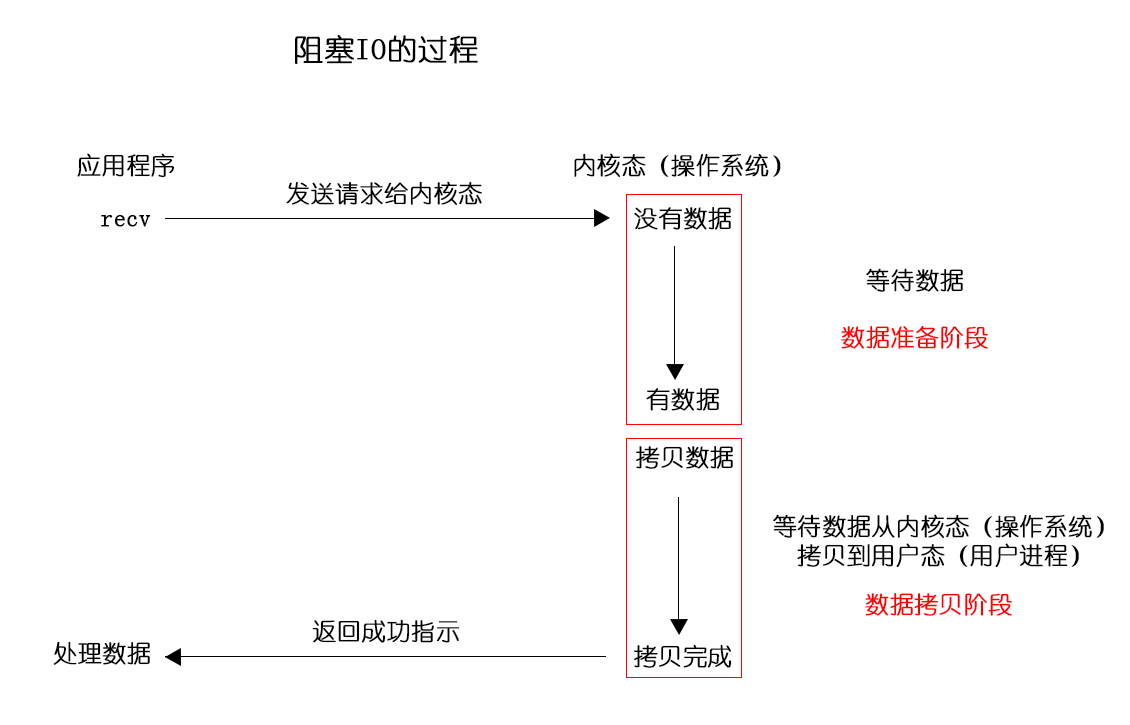 阻塞IO的过程
应用程序
内核态（操作系统）
发送请求给内核态
recv
没有数据
等待数据
数据准备阶段
有数据
拷贝数据
等待数据从内核态（操作系统）
拷贝到用户态（用户进程）
数据拷贝阶段
返回成功指示
处理数据
拷贝完成